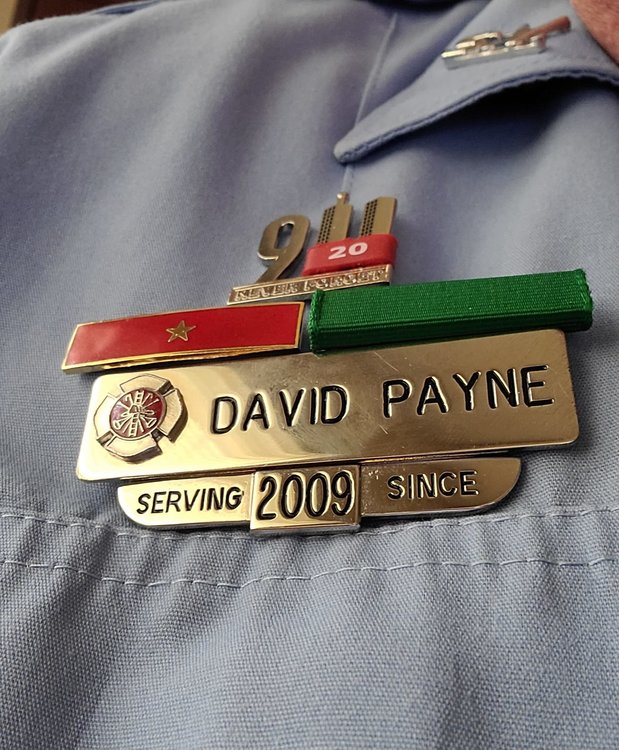 911
20
NEVER FORGET
DAVID PAYNE
SERVING 2009 SINCE